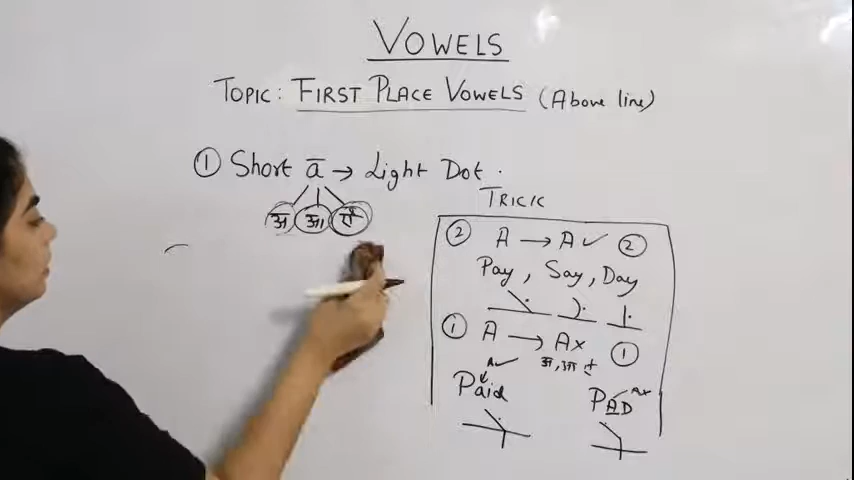 VOWELS
TOPIC: FIRST PLACE VOWELS (Above line)
① Short ā → Light Dot .
अ आ ऐ
TRICK
② A → A ✓ ②
Pay, Say, Day
① A → A× ①
A ✓ अ, आ, ऐ
Paid PAD A×